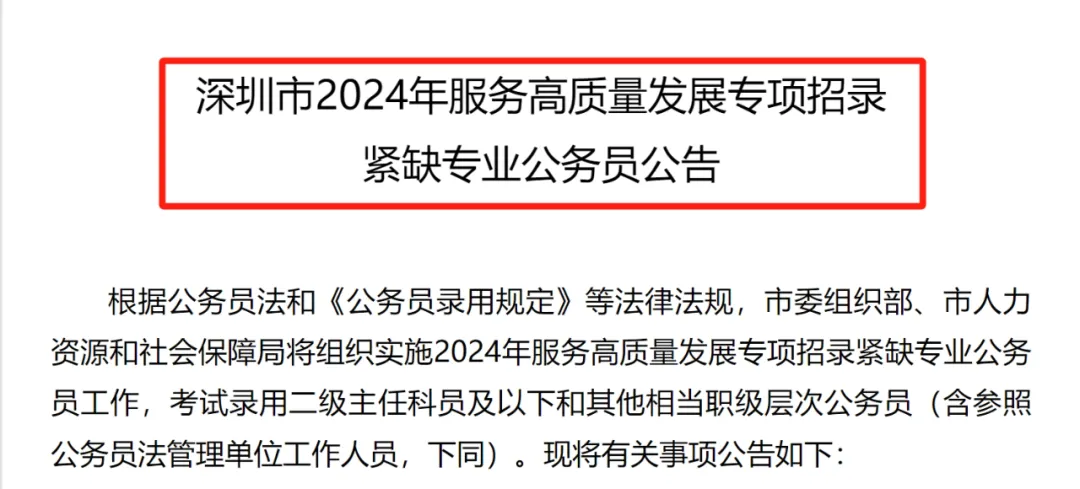 深圳市2024年服务高质量发展专项招录
紧缺专业公务员公告
根据公务员法和《公务员录用规定》等法律法规，市委组织部、市人力
资源和社会保障局将组织实施2024年服务高质量发展专项招录紧缺专业公务
员工作，考试录用二级主任科员及以下和其他相当职级层次公务员（含参照
公务员法管理单位工作人员，下同）。现将有关事项公告如下：